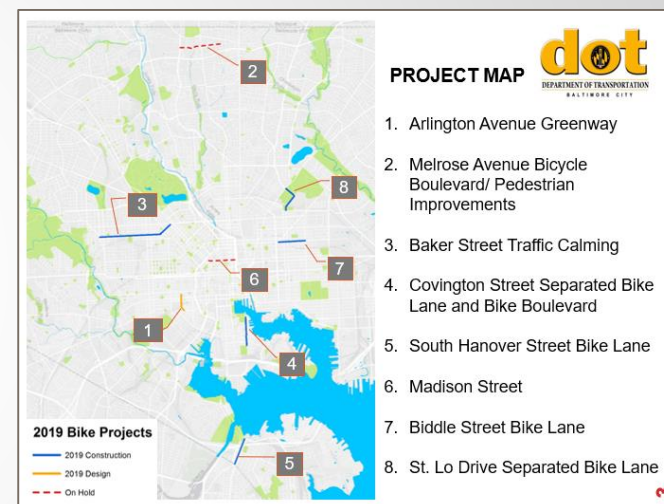 PROJECT MAP
dot
DEPARTMENT OF TRANSPORTATION
BALTIMORE CITY
1. Arlington Avenue Greenway
2. Melrose Avenue Bicycle
Boulevard/ Pedestrian
Improvements
3. Baker Street Traffic Calming
4. Covington Street Separated Bike
Lane and Bike Boulevard
5. South Hanover Street Bike Lane
6. Madison Street
7. Biddle Street Bike Lane
8. St. Lo Drive Separated Bike Lane
2
8
3
7
6
1
4
5
2019 Bike Projects
2019 Construction
2019 Design
On Hold